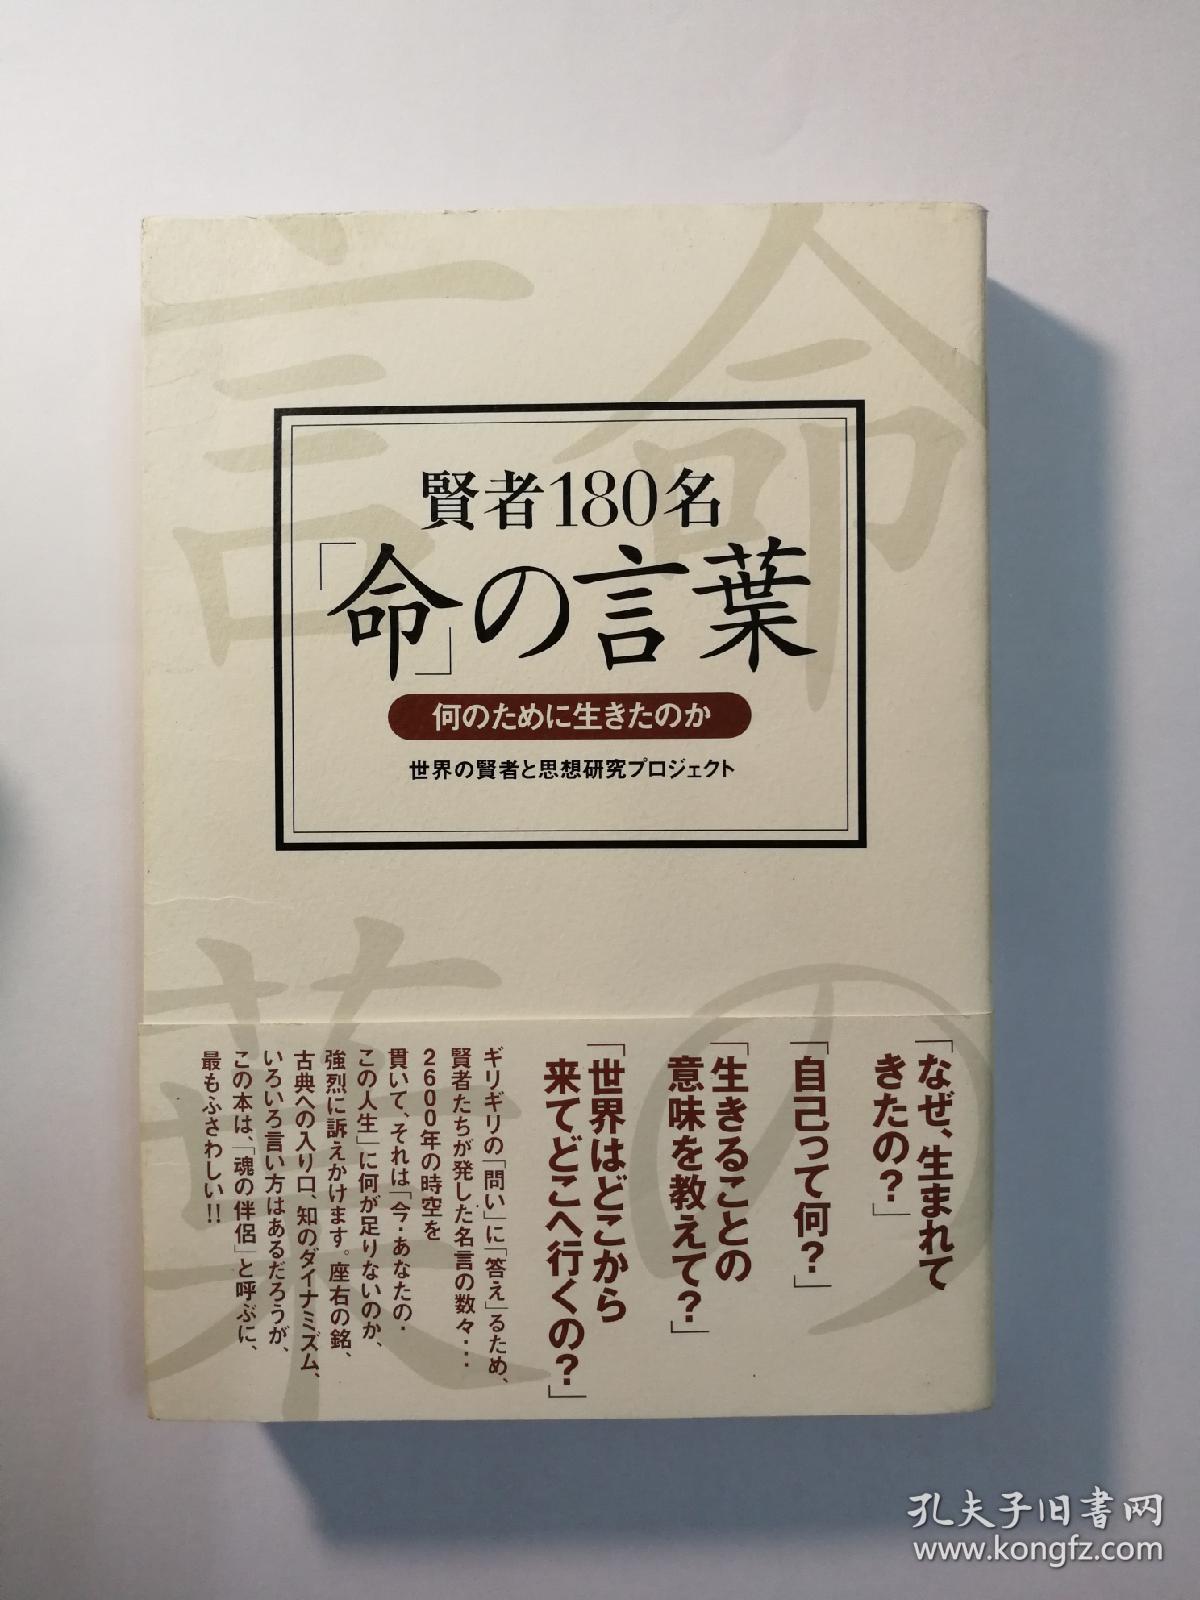 賢者180名
「命」の言葉
何のために生きたのか
世界の賢者と思想研究プロジェクト
「なぜ、生まれて
きたの?」
「自己って何?」
「生きることの
意味を教えて?」
「世界はどこから
来てどこへ行くの?」
ギリギリの「問い」に「答え」るため、
賢者たちが発した名言の数々・・・
2600年の時空を
貫いて、それは「今・あなたの・
この人生」に何が足りないのか、
強烈に訴えかけます。座右の銘、
古典への入り口、知のダイナミズム、
いろいろ言い方はあるだろうが、
この本は、「魂の伴侶」と呼ぶに、
最もふさわしい!!
命
の
言
葉
孔夫子旧书网
www.kongfz.com